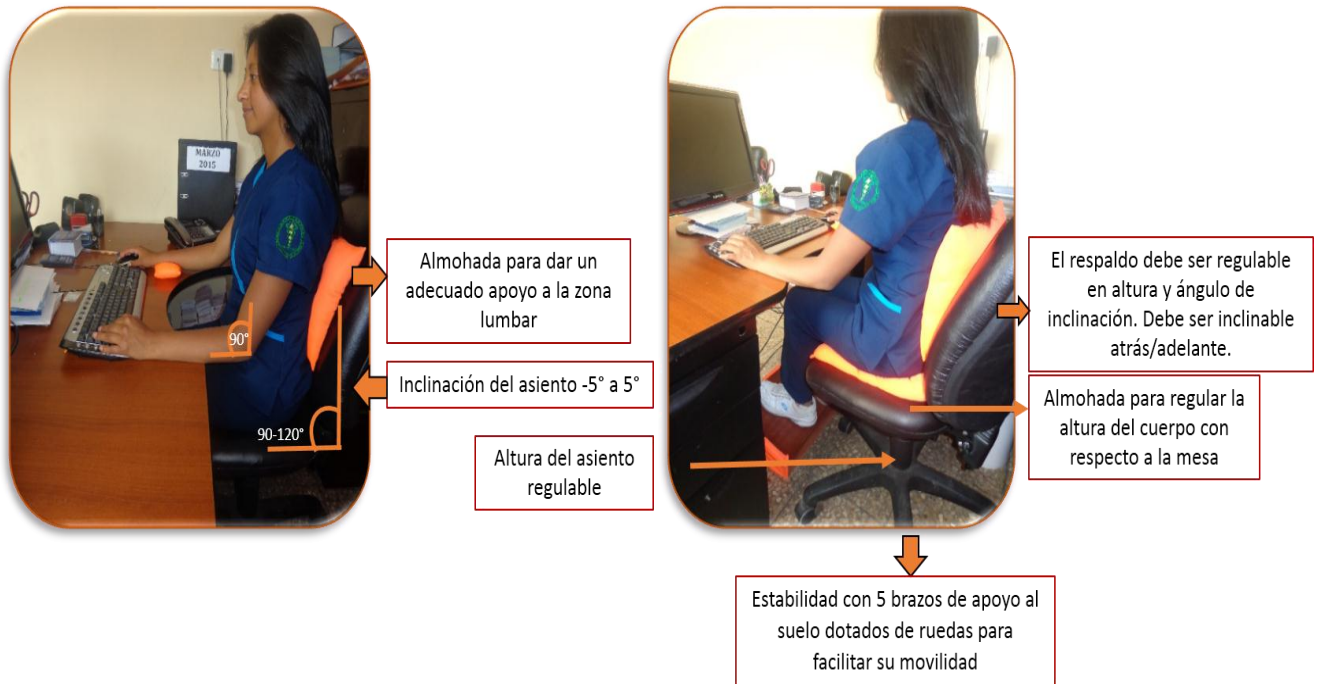 MARZO
2015
Almohada para dar un
adecuado apoyo a la zona
lumbar
90°
Inclinación del asiento -5° a 5°
90-120°
Altura del asiento
regulable
El respaldo debe ser regulable
en altura y ángulo de
inclinación. Debe ser inclinable
atrás/adelante.
Almohada para regular la
altura del cuerpo con
respecto a la mesa
Estabilidad con 5 brazos de apoyo al
suelo dotados de ruedas para
facilitar su movilidad